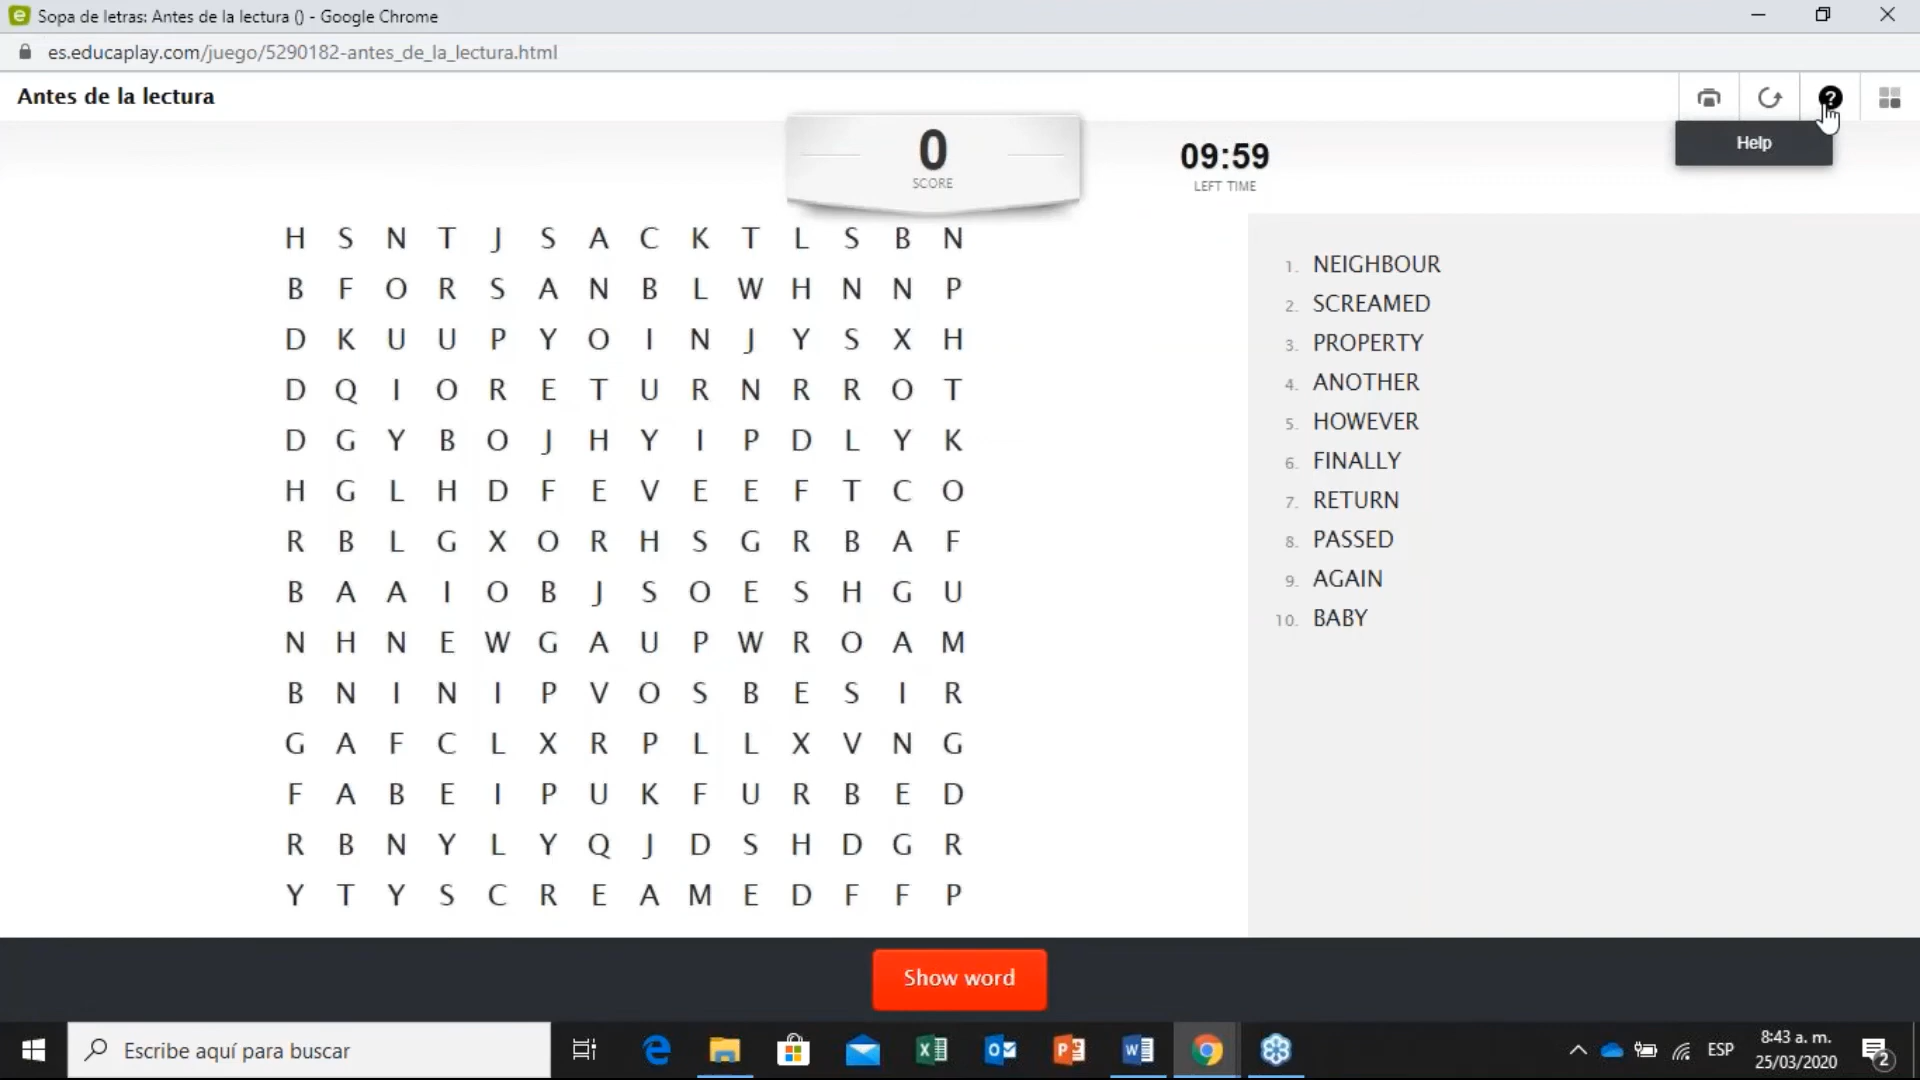 Sopa de letras: Antes de la lectura () - Google Chrome
es.educaplay.com/juego/5290182-antes_de_la_lectura.html
Antes de la lectura
Help
0
SCORE
09:59
LEFT TIME
H S N T J S A C K T L S B N
B F O R S A N B L W H N N P
D K U U P Y O I N J Y S X H
D Q I O R E T U R N R R O T
D G Y B O J H Y I P D L Y K
H G L H D F E V E E F T C O
R B L G X O R H S G R B A F
B A A I O B J S O E S H G U
N H N E W G A U P W R O A M
B N I N I P V O S B E S I R
G A F C L X R P L L X V N G
F A B E I P U K F U R B E D
R B N Y L Y Q J D S H D G R
Y T Y S C R E A M E D F F P
1. NEIGHBOUR
2. SCREAMED
3. PROPERTY
4. ANOTHER
5. HOWEVER
6. FINALLY
7. RETURN
8. PASSED
9. AGAIN
10. BABY
Show word
Escribe aquí para buscar
ESP
8:43 a. m.
25/03/2020
2